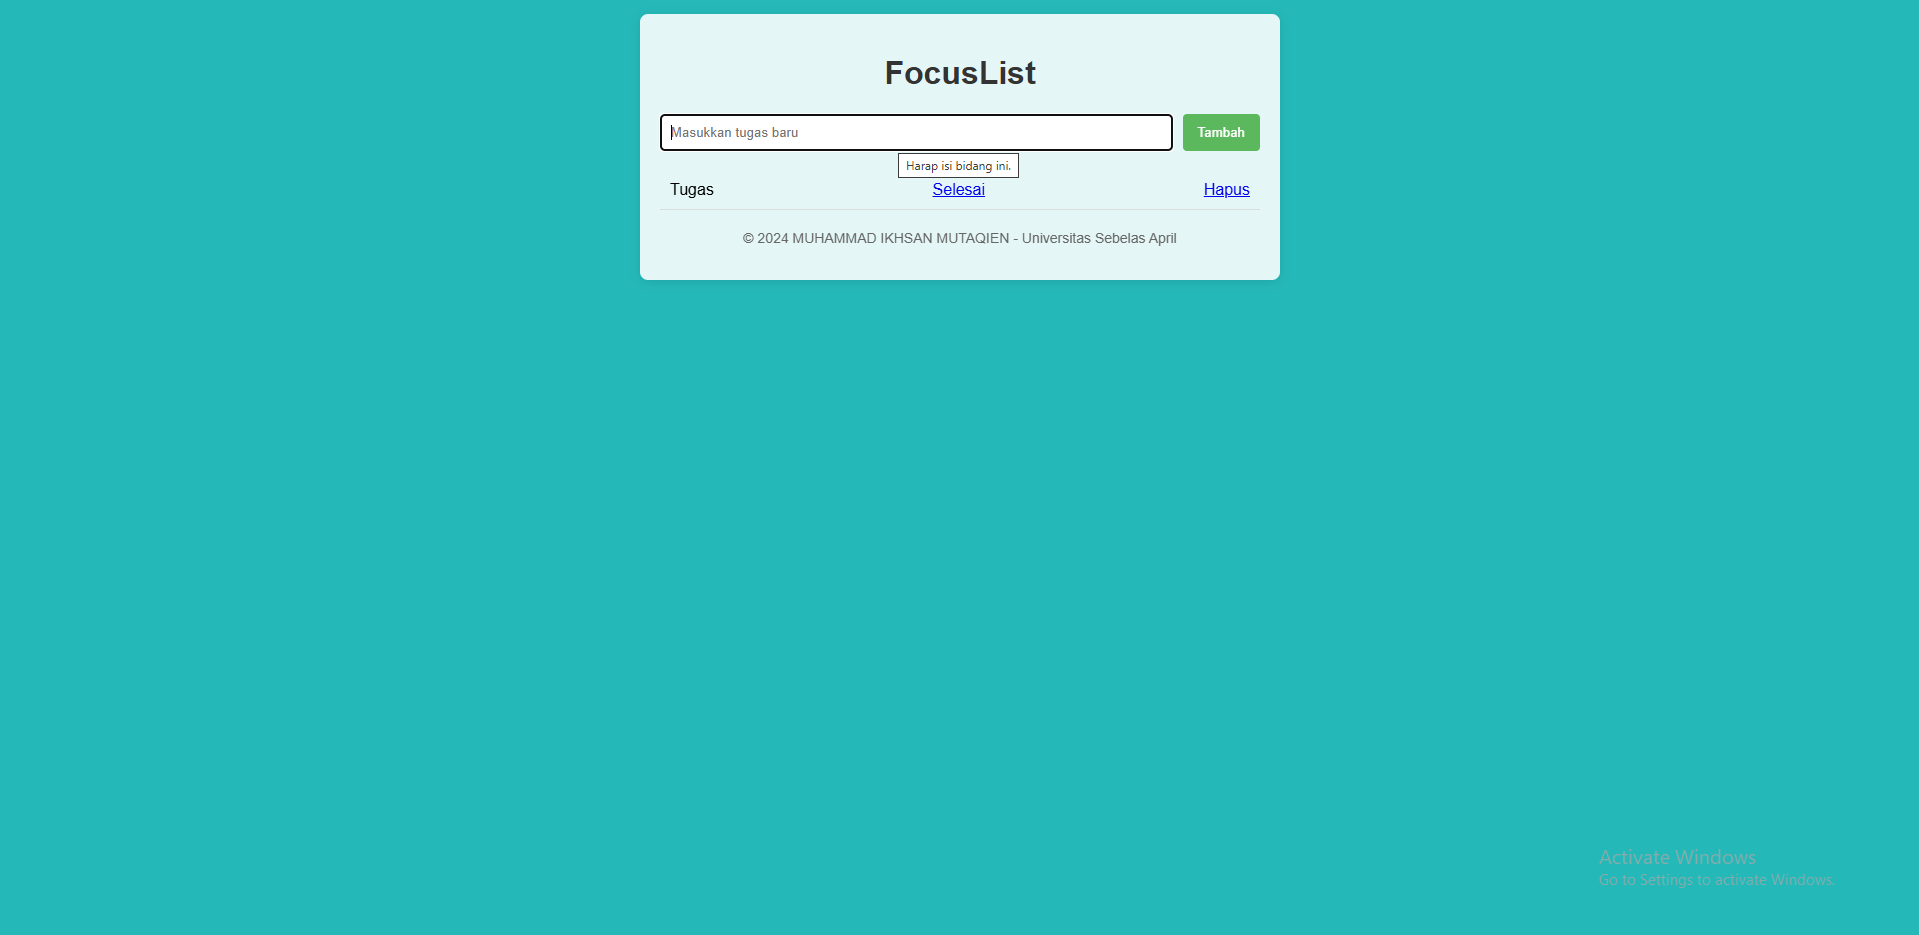 FocusList
Masukkan tugas baru
Tambah
Harap isi bidang ini.
Tugas Selesai Hapus
© 2024 MUHAMMAD IKHSAN MUTAQIEN - Universitas Sebelas April
Activate Windows
Go to Settings to activate Windows.